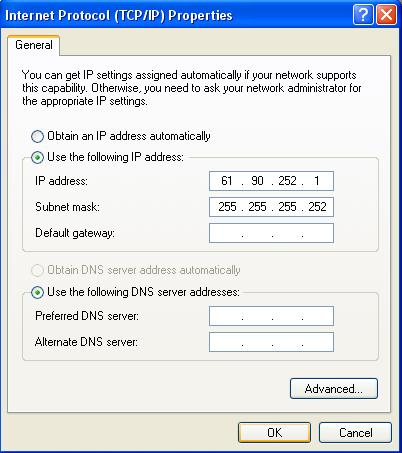 Internet Protocol (TCP/IP) Properties
General
You can get IP settings assigned automatically if your network supports
this capability. Otherwise, you need to ask your network administrator for
the appropriate IP settings.
Obtain an IP address automatically
Use the following IP address:
IP address: 61 . 90 . 252 . 1
Subnet mask: 255 . 255 . 255 . 252
Default gateway: . . .
Obtain DNS server address automatically
Use the following DNS server addresses:
Preferred DNS server: . . .
Alternate DNS server: . . .
Advanced...
OK Cancel